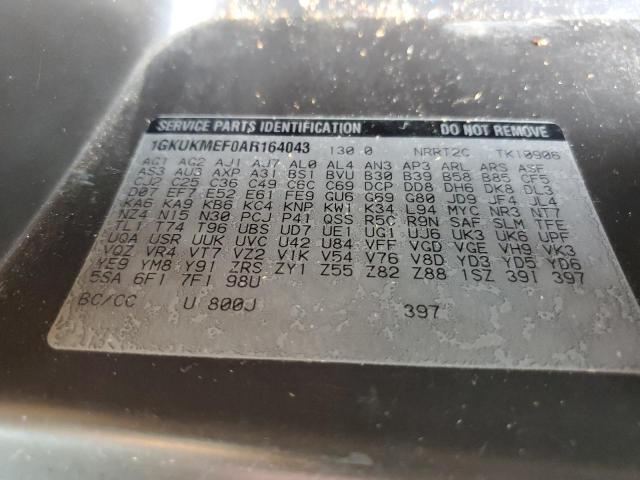 SERVICE PARTS IDENTIFICATION DO NOT REMOVE
1GKUKMEF0AR164043 130 0 NRRT2C TK10906
AG1 AG2 AJ1 AJ7 AL0 AL4 AN3 AP3 ARL ARS ASF
AS3 AU3 AXP A31 BS1 BVU B30 B39 B58 B85 CF5
CJ2 C25 C36 C49 C6C C69 DCP DD8 DH6 DK8 DL3
D07 EF7 E52 E61 FE9 GU6 G59 G80 JD9 JF4 JL4
KA6 KA9 KB6 KC4 KNP KW1 K34 L94 MYC NR3 NT7
NZ4 N15 N30 PCJ P41 QSS R5C R9N SAF SLM TFE
TL1 T74 T96 UBS UD7 UE1 UG1 UJ6 UK3 UK6 UPF
UQA USR UUK UVC U42 U84 VFF VGD VGE VH9 VK3
VQZ VR4 VT7 VZ2 V1K V54 V76 V8D YD3 YD5 YD6
YE9 YM8 Y91 ZRS ZY1 Z55 Z82 Z88 1SZ 391 397
5SA 6F1 7F1 98U
BC/CC U 800J 397